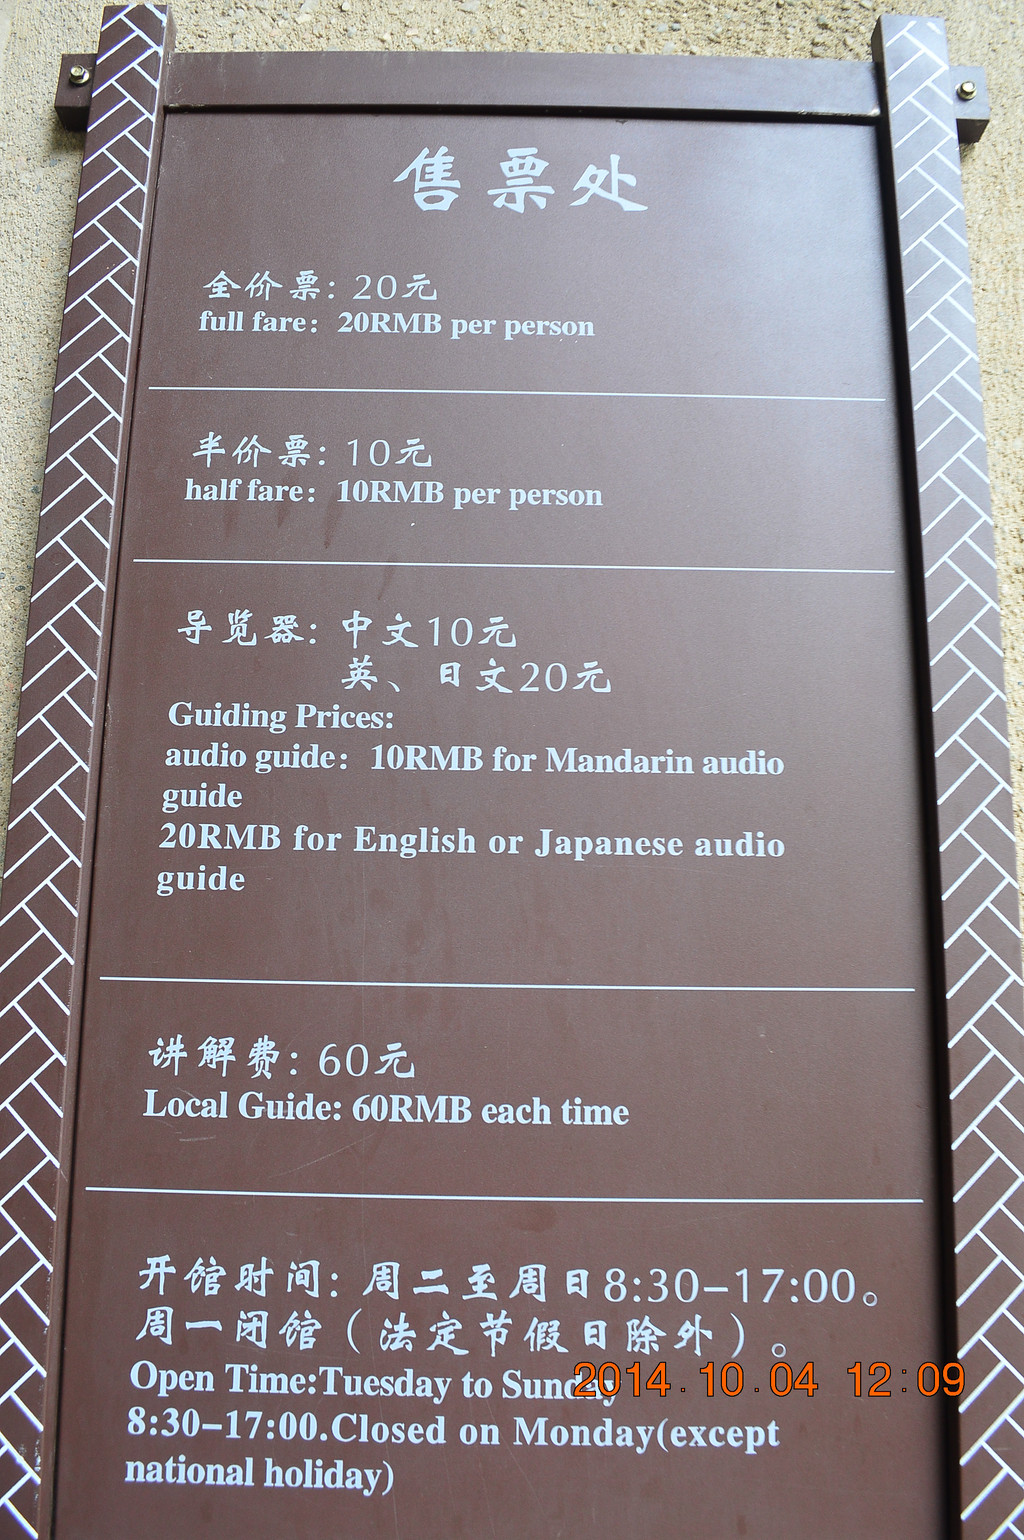 售票处
全价票: 20元
full fare: 20RMB per person
半价票: 10元
half fare: 10RMB per person
导览器: 中文10元
英、日文20元
Guiding Prices:
audio guide: 10RMB for Mandarin audio
guide
20RMB for English or Japanese audio
guide
讲解费: 60元
Local Guide: 60RMB each time
开馆时间: 周二至周日8:30-17:00。
周一闭馆（法定节假日除外）。
Open Time:Tuesday to Sunday
2014.10.04 12:09
8:30-17:00.Closed on Monday(except
national holiday)